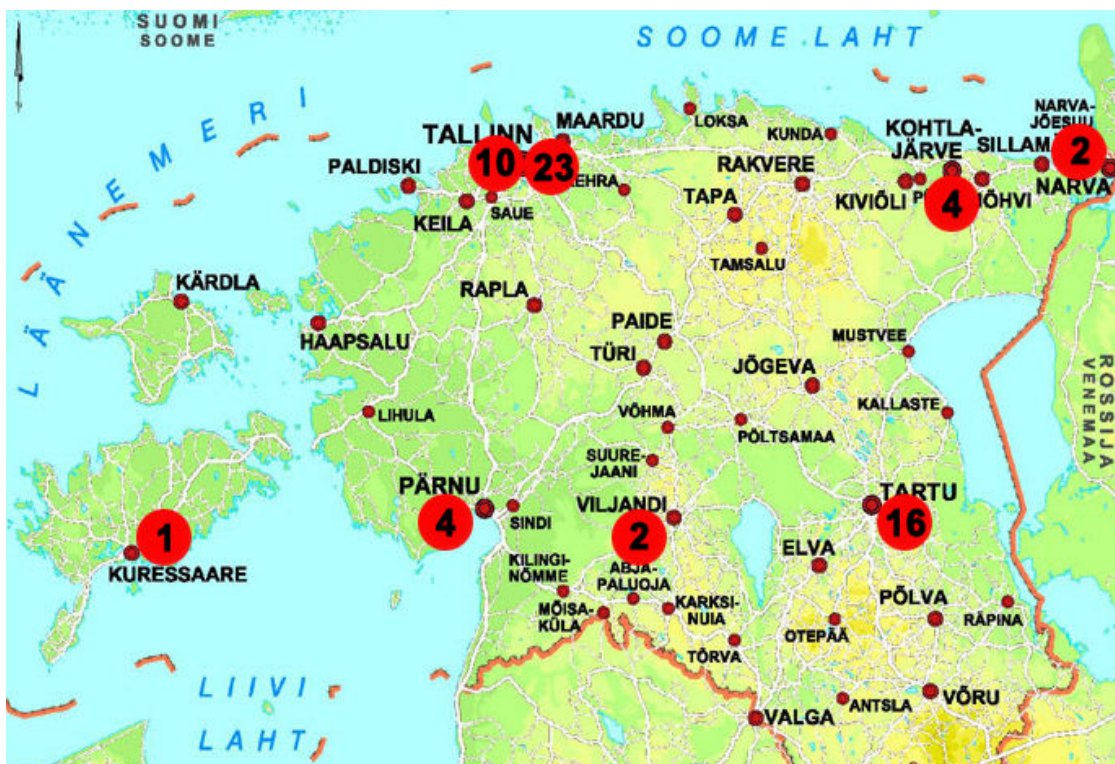 SUOMI
SOOME
SOOME LAHT
LÄÄNEMERI
MAARDU
LOKSA
TALLINN
KUNDA
KOHTLA-
JÄRVE
NARVA-
JÕESUU
SILLAM
10
23
2
PALDISKI
RAKVERE
EHRA
NARVA
KEILA
SAUE
TAPA
KIVIÕLI
4
TAMSALU
KÄRDLA
RAPLA
HAAPSALU
PAIDE
TÜRI
MUSTVEE
JÕGEVA
ROSSIJA
VENEMAA
LIHULA
VÕHMA
PÕLTSAMAA
KALLASTE
SUURE-
JAANI
PÄRNU
4
SINDI
VILJANDI
2
TARTU
16
1
KURESSAARE
KILINGI-
NÕMME
ABJA-
PALUOJA
ELVA
MÕISA-
KÜLA
KARKSI-
NUIA
PÕLVA
RÄPINA
OTEPÄÄ
TÕRVA
LIIVI
LAHT
VALGA
ANTSLA
VÕRU